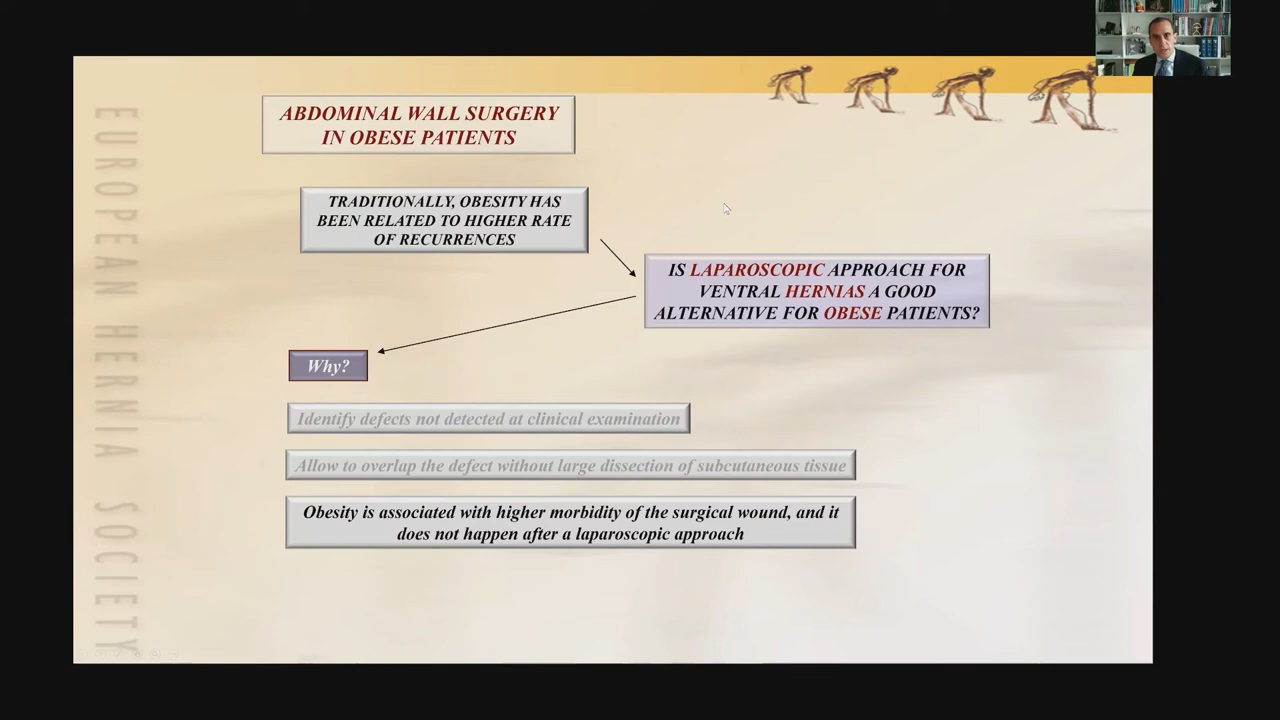 ABDOMINAL WALL SURGERY
IN OBESE PATIENTS
TRADITIONALLY, OBESITY HAS
BEEN RELATED TO HIGHER RATE
OF RECURRENCES
IS LAPAROSCOPIC APPROACH FOR
VENTRAL HERNIAS A GOOD
ALTERNATIVE FOR OBESE PATIENTS?
Why?
Identify defects not detected at clinical examination
Allow to overlap the defect without large dissection of subcutaneous tissue
Obesity is associated with higher morbidity of the surgical wound, and it
does not happen after a laparoscopic approach
EUROPEAN HERNIA SOCIETY